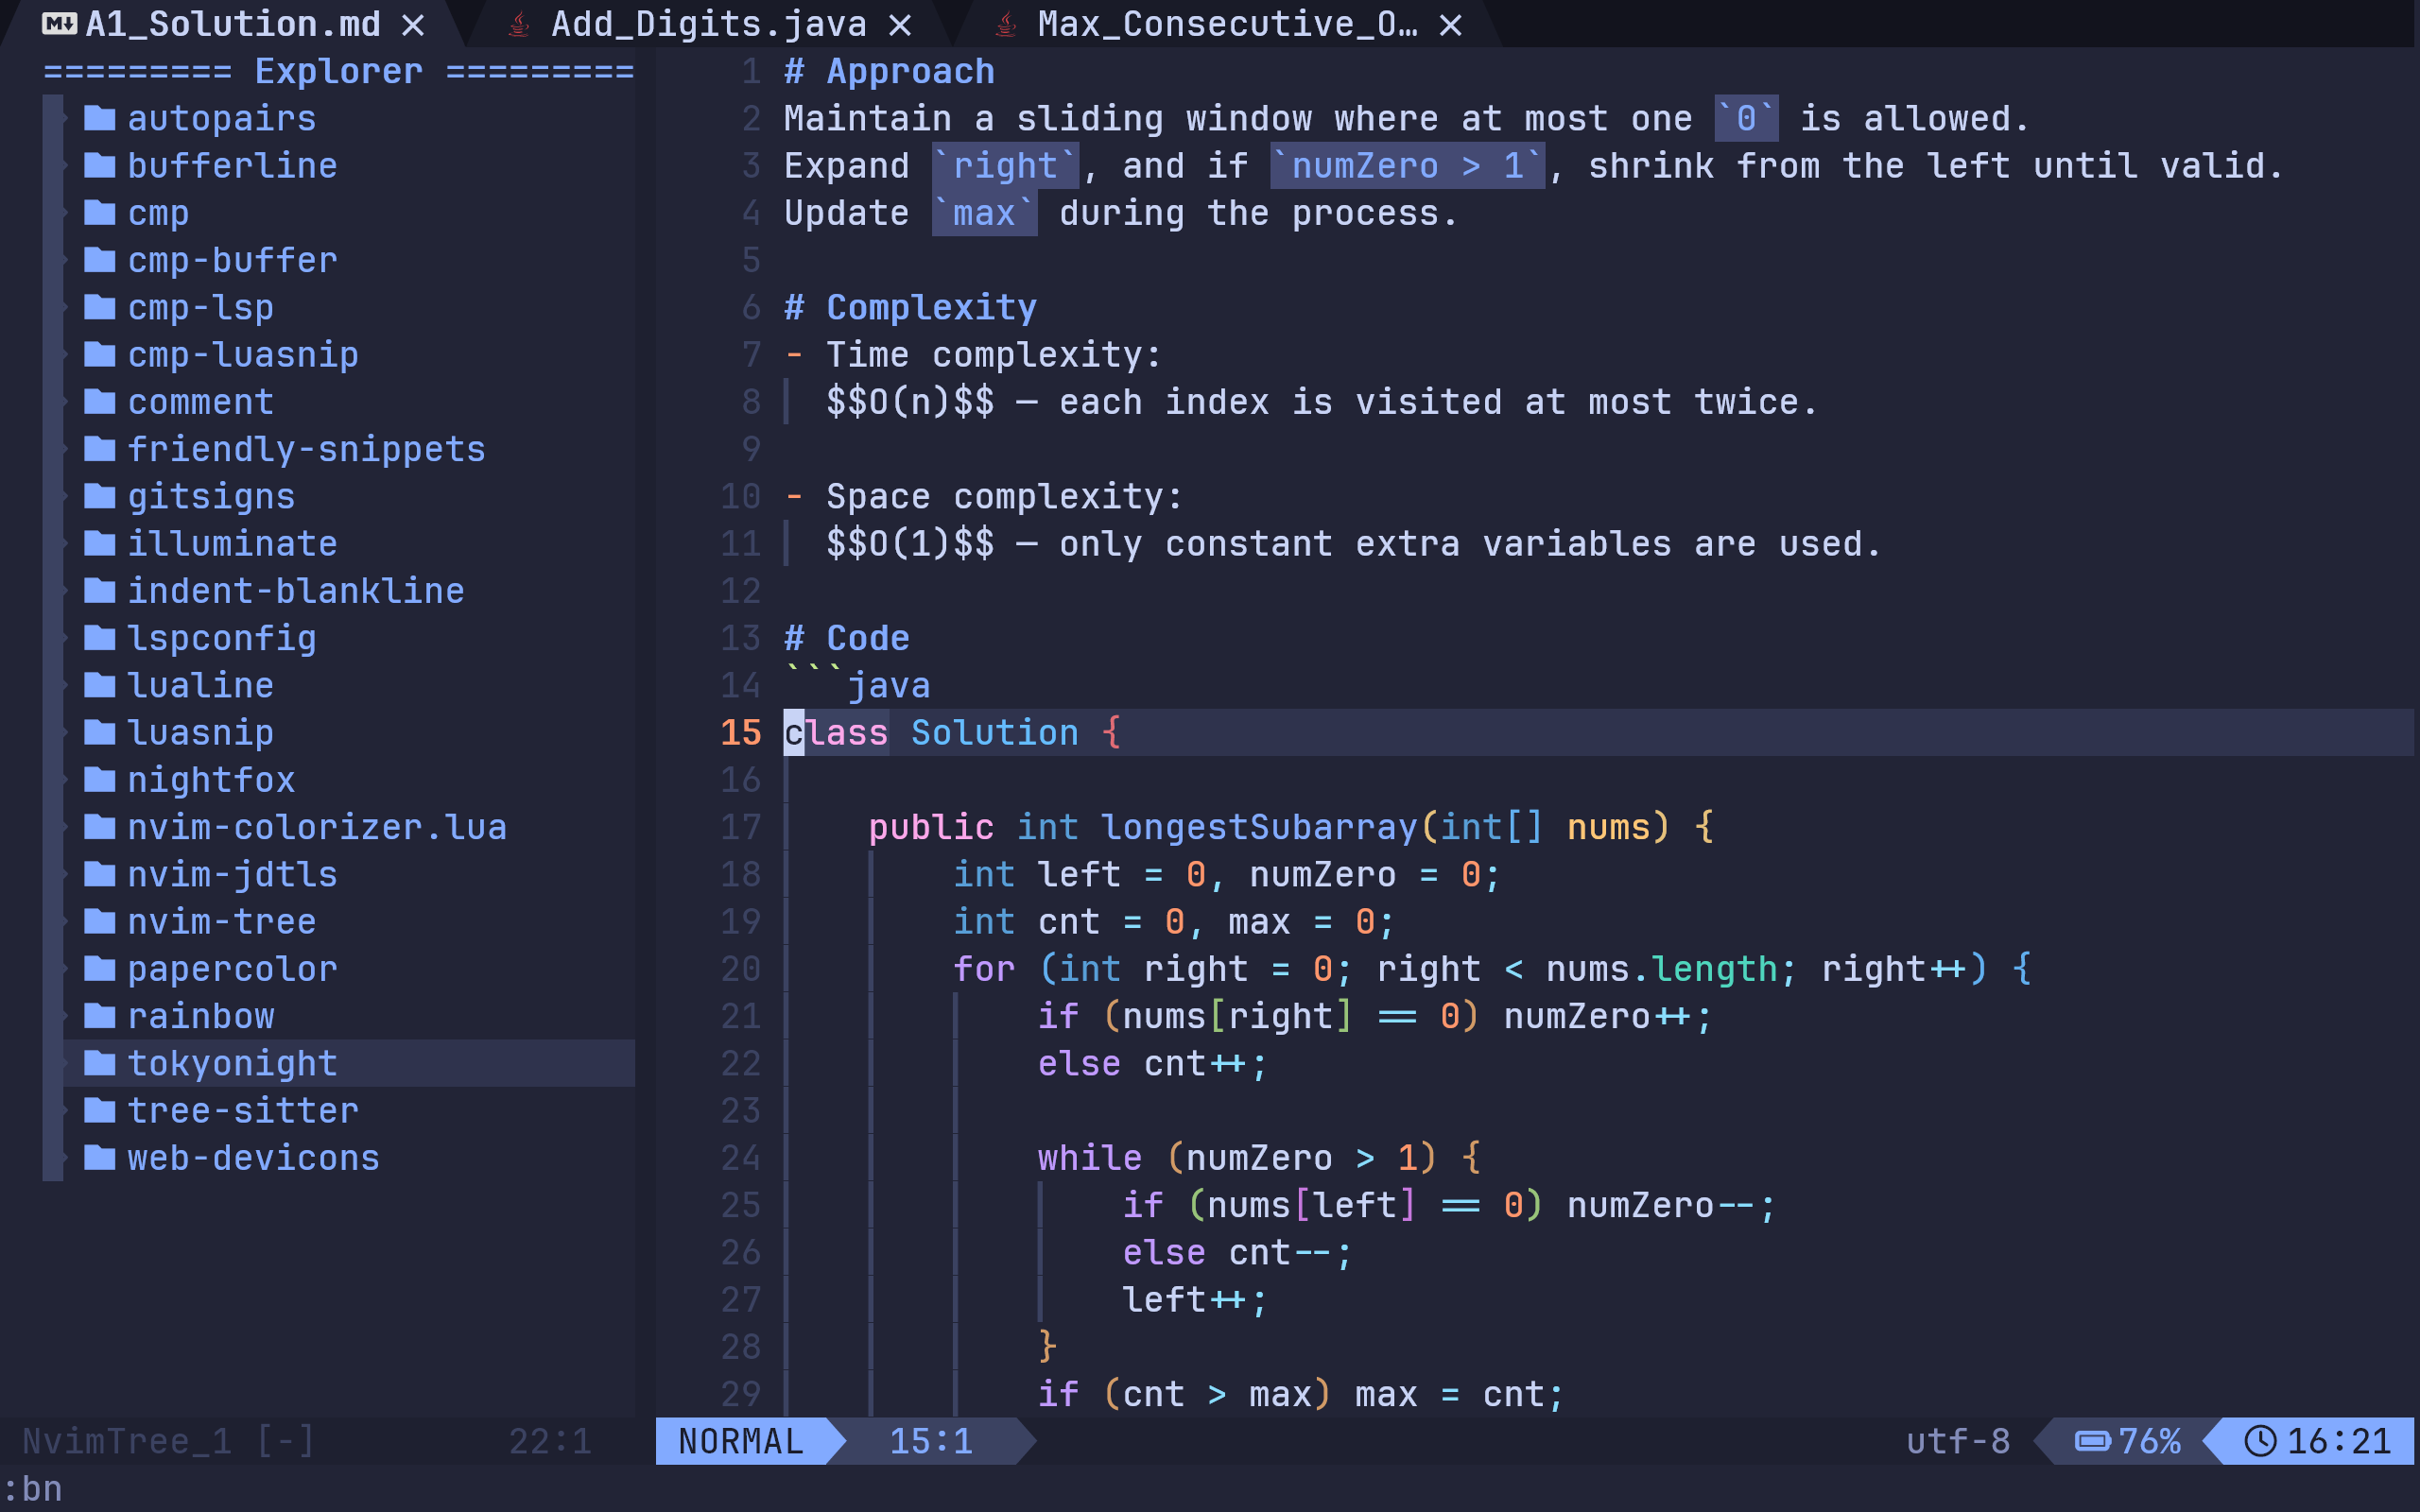 A1_Solution.md × Add_Digits.java × Max_Consecutive_O… ×
========= Explorer =========
autopairs
bufferline
cmp
cmp-buffer
cmp-lsp
cmp-luasnip
comment
friendly-snippets
gitsigns
illuminate
indent-blankline
lspconfig
lualine
luasnip
nightfox
nvim-colorizer.lua
nvim-jdtls
nvim-tree
papercolor
rainbow
tokyonight
tree-sitter
web-devicons
1 # Approach
2 Maintain a sliding window where at most one `0` is allowed.
3 Expand `right`, and if `numZero > 1`, shrink from the left until valid.
4 Update `max` during the process.
5
6 # Complexity
7 - Time complexity:
8   $$O(n)$$ — each index is visited at most twice.
9
10 - Space complexity:
11   $$O(1)$$ — only constant extra variables are used.
12
13 # Code
14 ```java
15 class Solution {
16
17     public int longestSubarray(int[] nums) {
18         int left = 0, numZero = 0;
19         int cnt = 0, max = 0;
20         for (int right = 0; right < nums.length; right++) {
21             if (nums[right] == 0) numZero++;
22             else cnt++;
23
24             while (numZero > 1) {
25                 if (nums[left] == 0) numZero--;
26                 else cnt--;
27                 left++;
28             }
29             if (cnt > max) max = cnt;
NvimTree_1 [-] 22:1 NORMAL 15:1 utf-8 76% 16:21
:bn